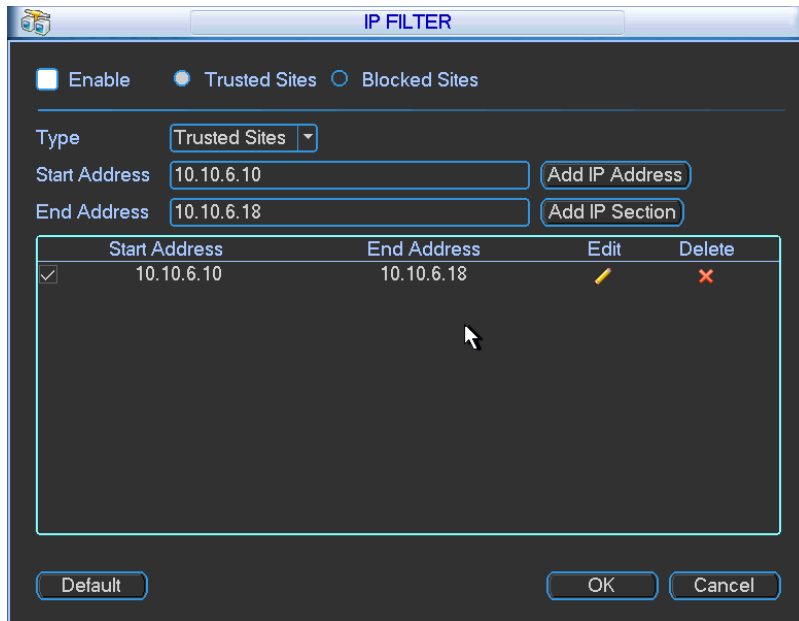 IP FILTER
Enable Trusted Sites Blocked Sites
Type Trusted Sites
Start Address 10.10.6.10 Add IP Address
End Address 10.10.6.18 Add IP Section
Start Address End Address Edit Delete
10.10.6.10 10.10.6.18
Default OK Cancel